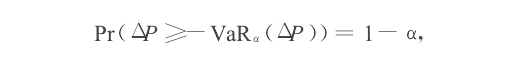 Pr(ΔP ⩾ − VaRα(ΔP)) = 1 − α,